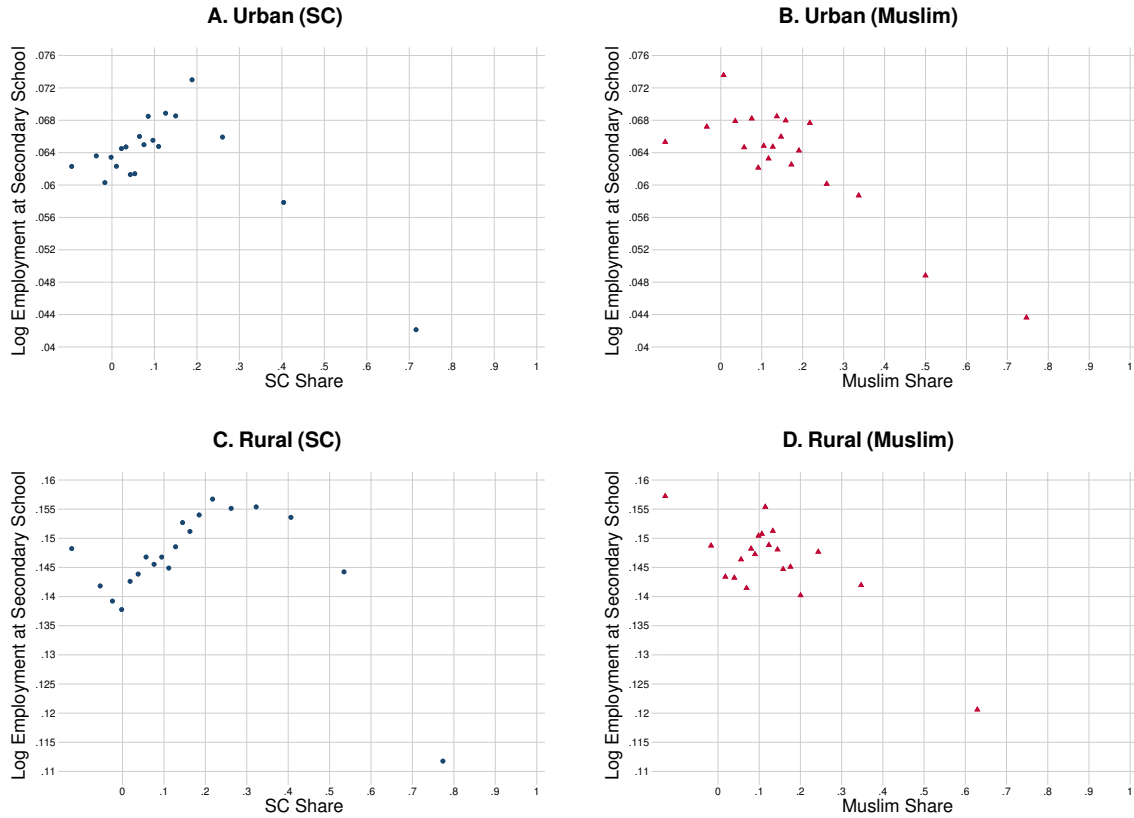 A. Urban (SC)
Log Employment at Secondary School
.076
.072
.068
.064
.06
.056
.052
.048
.044
.04
0 .1 .2 .3 .4 .5 .6 .7 .8 .9 1
SC Share
B. Urban (Muslim)
Log Employment at Secondary School
.076
.072
.068
.064
.06
.056
.052
.048
.044
.04
0 .1 .2 .3 .4 .5 .6 .7 .8 .9 1
Muslim Share
C. Rural (SC)
Log Employment at Secondary School
.16
.155
.15
.145
.14
.135
.13
.125
.12
.115
.11
0 .1 .2 .3 .4 .5 .6 .7 .8 .9 1
SC Share
D. Rural (Muslim)
Log Employment at Secondary School
.16
.155
.15
.145
.14
.135
.13
.125
.12
.115
.11
0 .1 .2 .3 .4 .5 .6 .7 .8 .9 1
Muslim Share